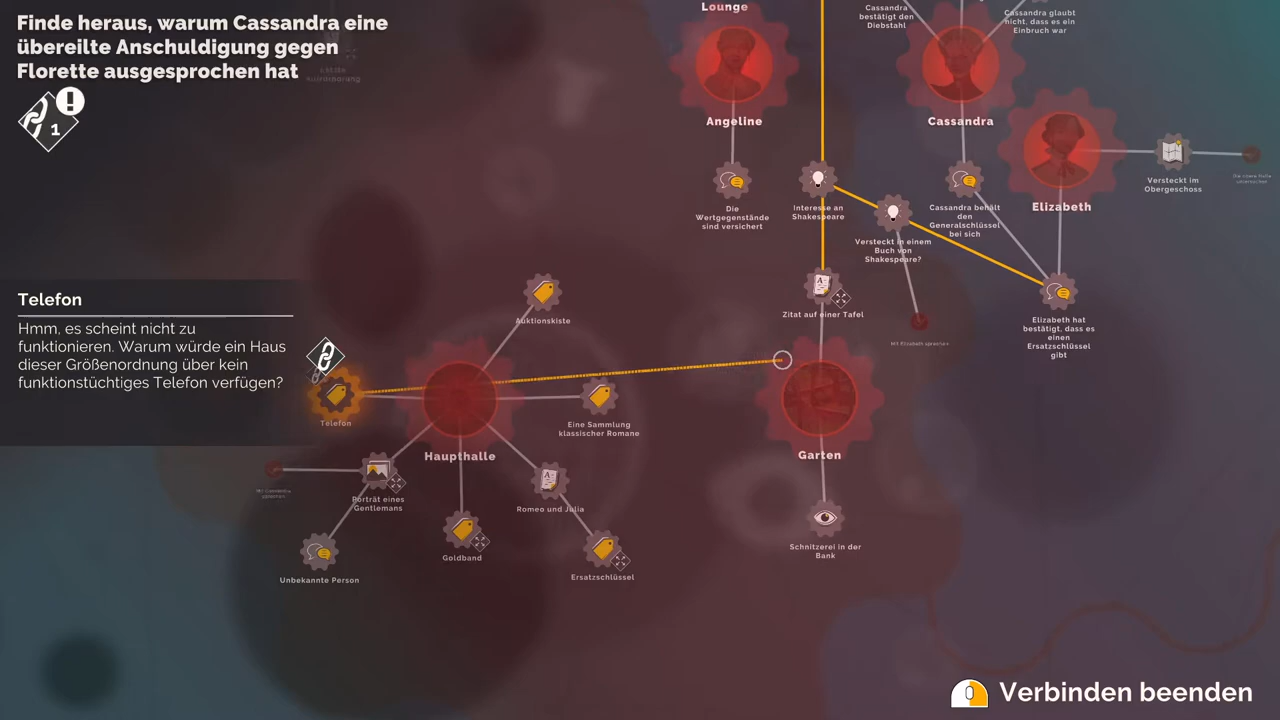 Finde heraus, warum Cassandra eine
übereilte Anschuldigung gegen
Florette ausgesprochen hat
1
Lounge
Cassandra
bestätigt den
Diebstahl
Cassandra glaubt
nicht, dass es ein
Einbruch war
Angeline
Cassandra
Elizabeth
Versteckt im
Obergeschoss
Die
Wertgegenstände
sind versichert
Interesse an
Shakespeare
Versteckt in einem
Buch von
Shakespeare?
Cassandra behält
den
Generalschlüssel
bei sich
Zitat auf einer Tafel
Elizabeth hat
bestätigt, dass es
einen
Ersatzschlüssel
gibt
Mit Elizabeth sprechen
Telefon
Hmm, es scheint nicht zu
funktionieren. Warum würde ein Haus
dieser Größenordnung über kein
funktionstüchtiges Telefon verfügen?
Auktionskiste
Telefon
Eine Sammlung
klassischer Romane
Haupthalle
Garten
Porträt eines
Gentlemans
Romeo und Julia
Goldband
Unbekannte Person
Ersatzschlüssel
Schnitzerei in der
Bank
Verbinden beenden